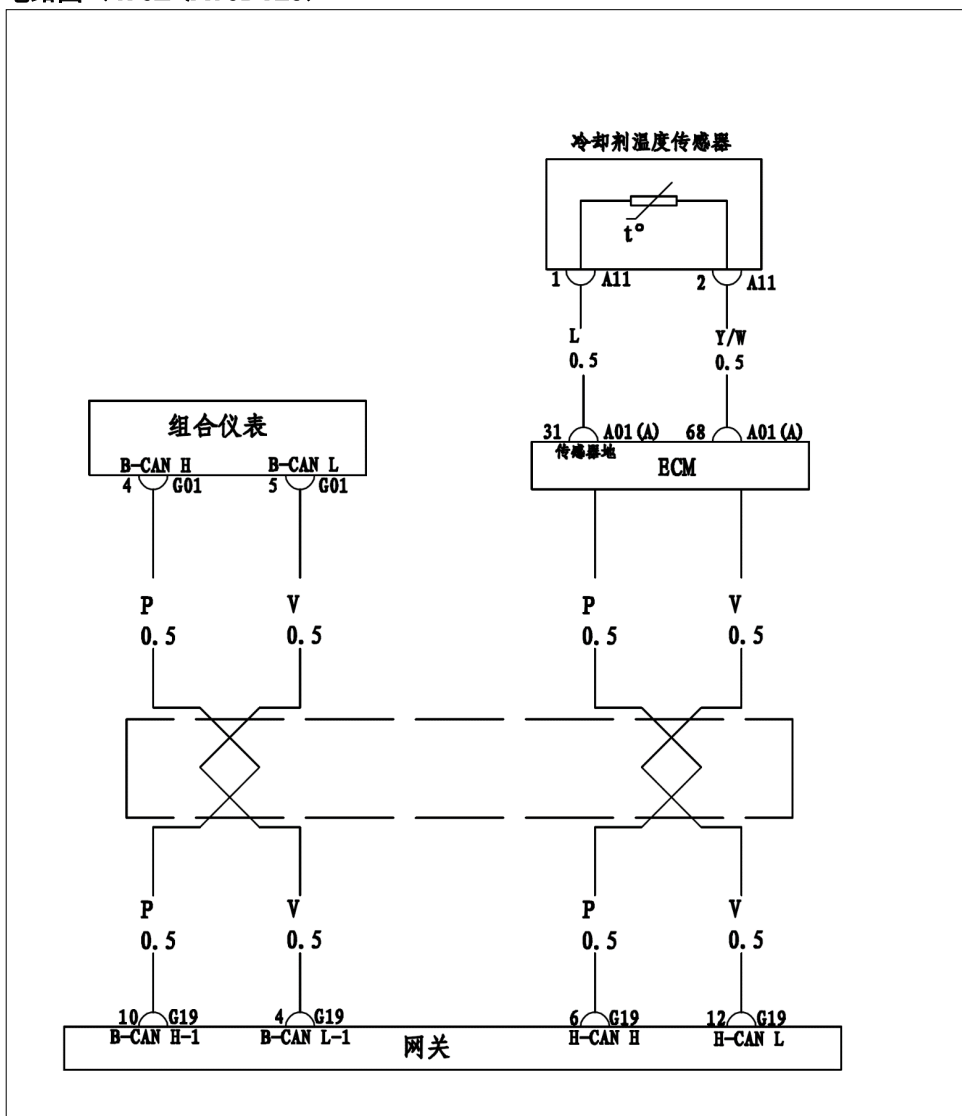 冷却剂温度传感器
t°
1 A11 2 A11
L Y/W
0.5 0.5
组合仪表
B-CAN H B-CAN L
4 G01 5 G01
31 A01(A) 68 A01(A)
传感器地
ECM
P V P V
0.5 0.5 0.5 0.5
P V P V
0.5 0.5 0.5 0.5
10 G19 4 G19 6 G19 12 G19
B-CAN H-1 B-CAN L-1 H-CAN H H-CAN L
网关